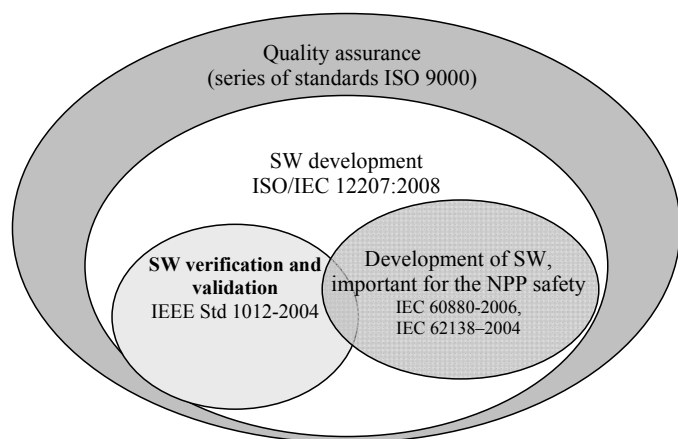 Quality assurance
(series of standards ISO 9000)
SW development
ISO/IEC 12207:2008
SW verification and
validation
IEEE Std 1012-2004
Development of SW,
important for the NPP safety
IEC 60880-2006,
IEC 62138–2004